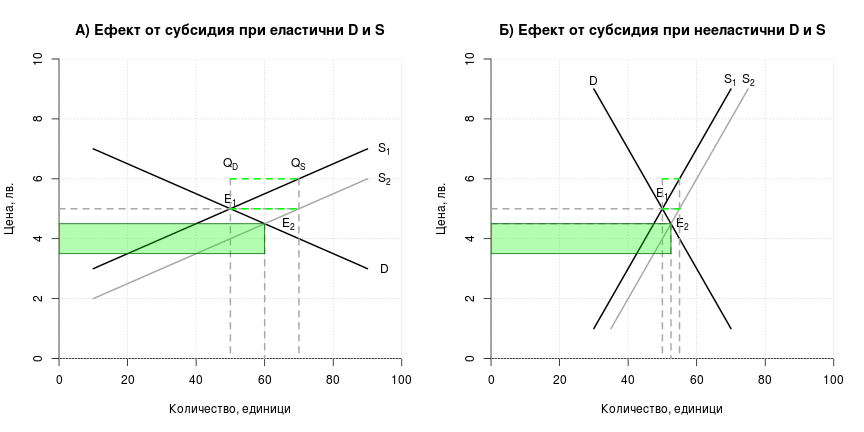 А) Ефект от субсидия при еластични D и S
10
8
6
4
2
0
Цена, лв.
Q_D
Q_S
S_1
S_2
E_1
E_2
D
0 20 40 60 80 100
Количество, единици
Б) Ефект от субсидия при нееластични D и S
10
8
6
4
2
0
Цена, лв.
D
S_1 S_2
E_1
E_2
0 20 40 60 80 100
Количество, единици